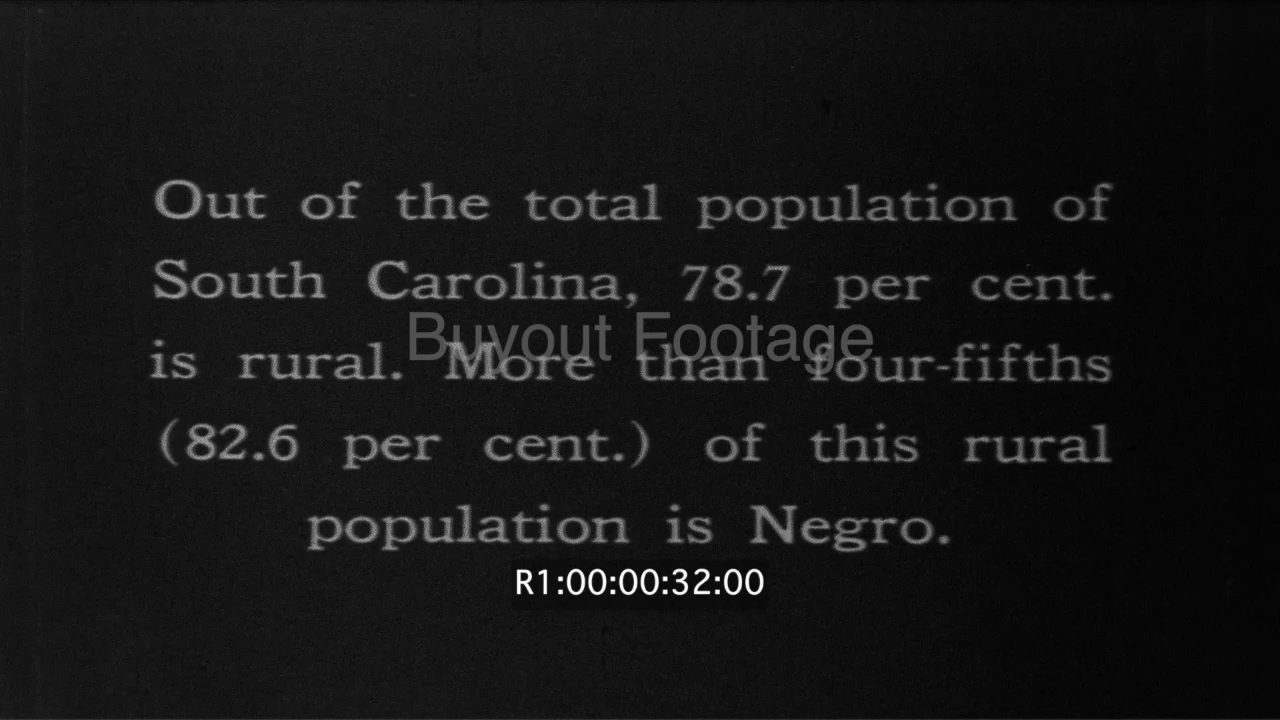 Out of the total population of
South Carolina, 78.7 per cent.
Buyout Footage
is rural. More than four-fifths
(82.6 per cent.) of this rural
population is Negro.
R1:00:00:32:00